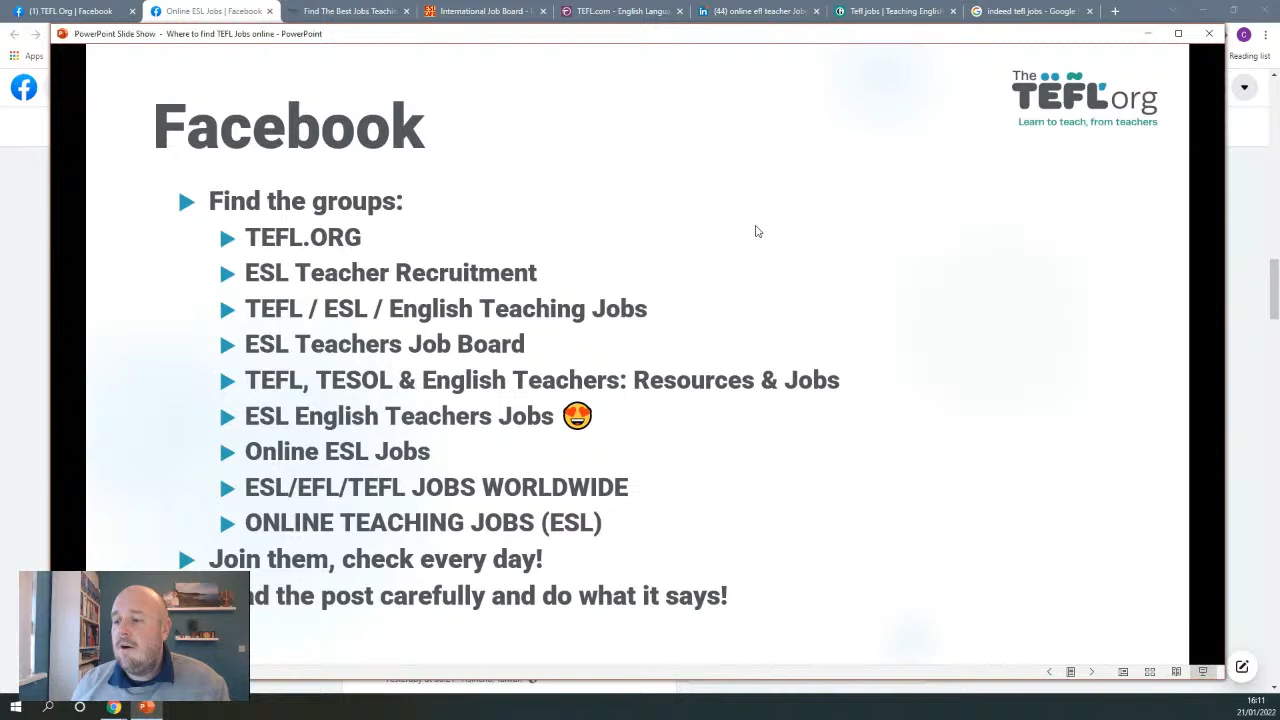 (1) TEFL Org | Facebook
Online ESL Jobs | Facebook
Find The Best Jobs Teachin
International Job Board -
TEFL.com - English Langua
(44) online efl teacher Jobs
Tefl jobs | Teaching English
indeed tefl jobs - Google
PowerPoint Slide Show - Where to find TEFL Jobs online - PowerPoint
Apps
Reading list
C
The
TEFL org
Learn to teach, from teachers
Facebook
Find the groups:
TEFL.ORG
ESL Teacher Recruitment
TEFL / ESL / English Teaching Jobs
ESL Teachers Job Board
TEFL, TESOL & English Teachers: Resources & Jobs
ESL English Teachers Jobs 😍
Online ESL Jobs
ESL/EFL/TEFL JOBS WORLDWIDE
ONLINE TEACHING JOBS (ESL)
Join them, check every day!
the post carefully and do what it says!
16:11
21/01/2022